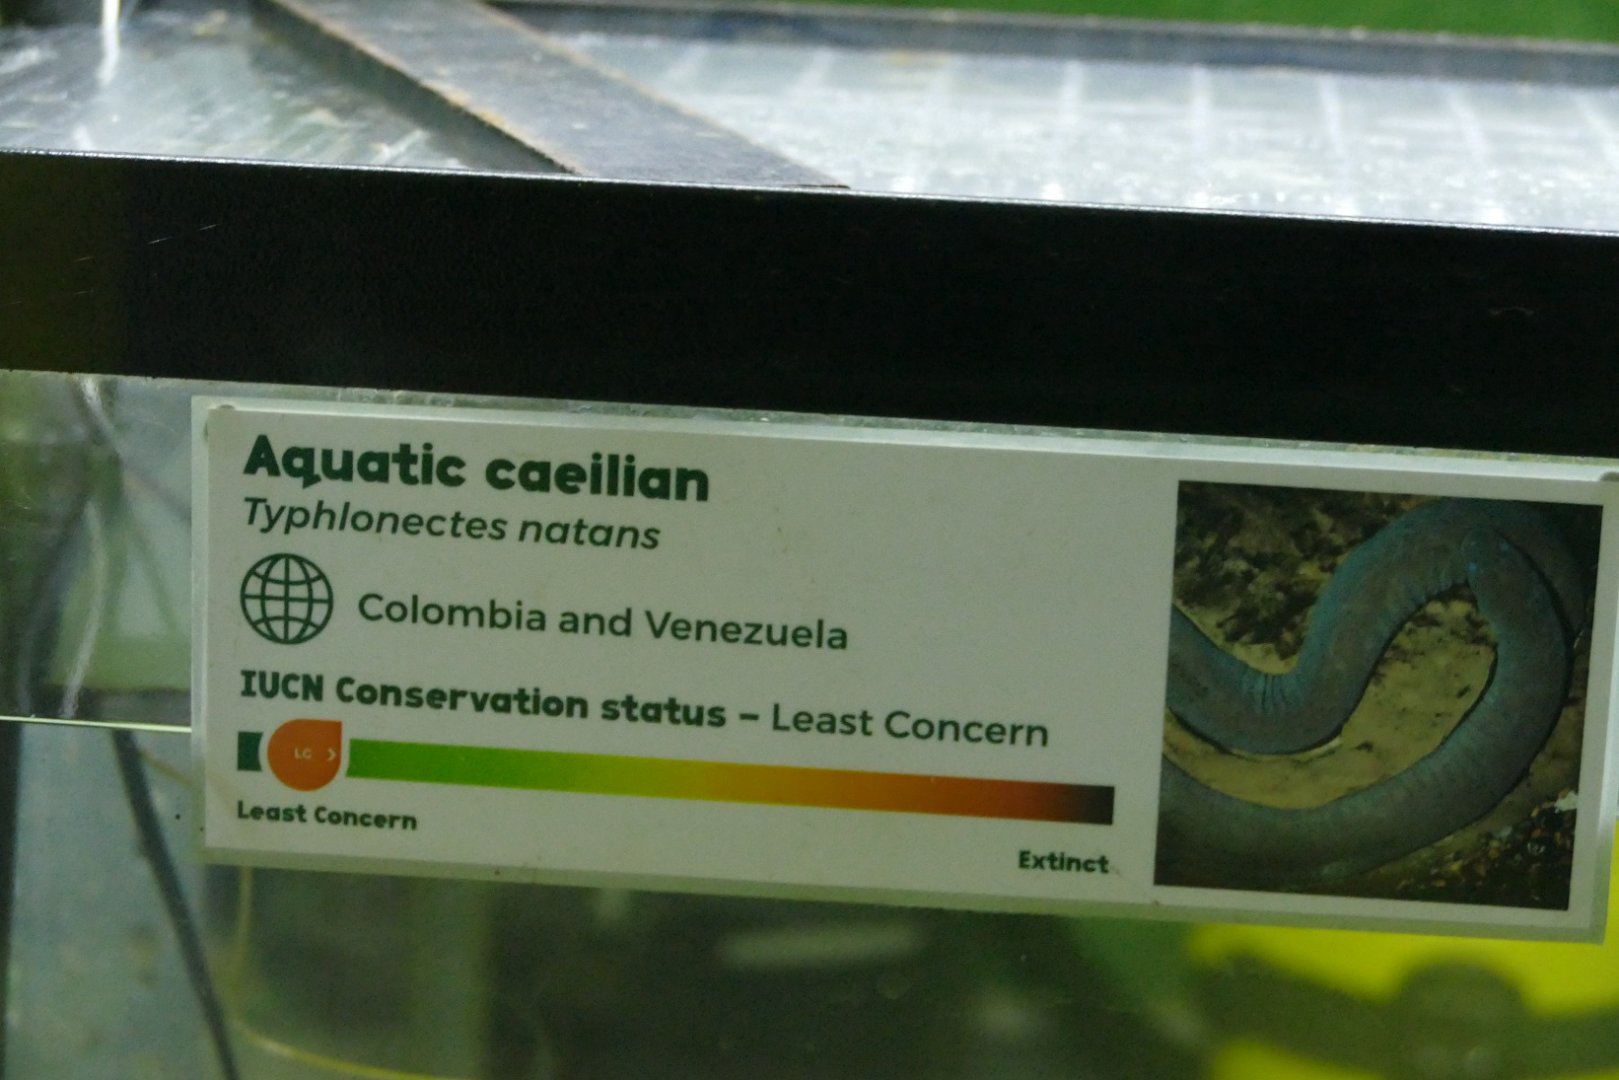 Aquatic caeilian
Typhlonectes natans
Colombia and Venezuela
IUCN Conservation status – Least Concern
LC
Least Concern
Extinct